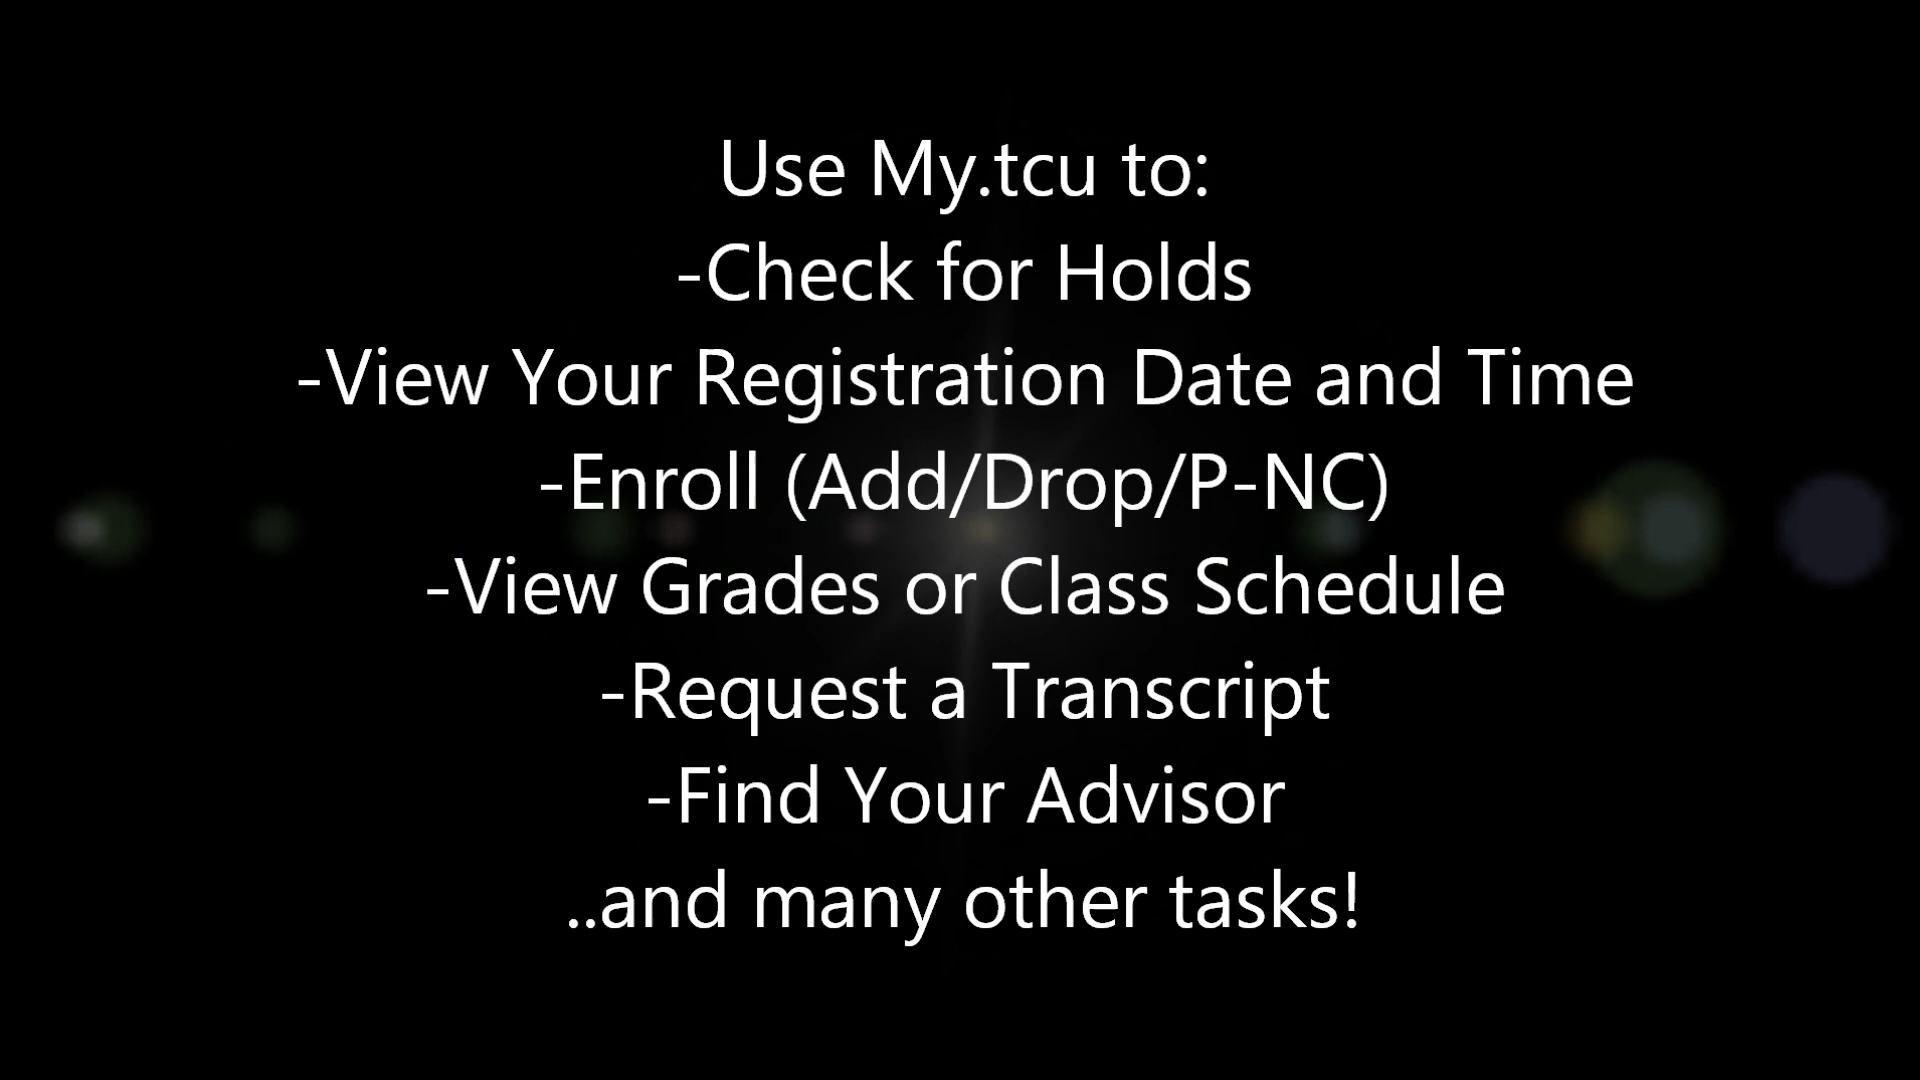 Use My.tcu to:
-Check for Holds
-View Your Registration Date and Time
-Enroll (Add/Drop/P-NC)
-View Grades or Class Schedule
-Request a Transcript
-Find Your Advisor
..and many other tasks!